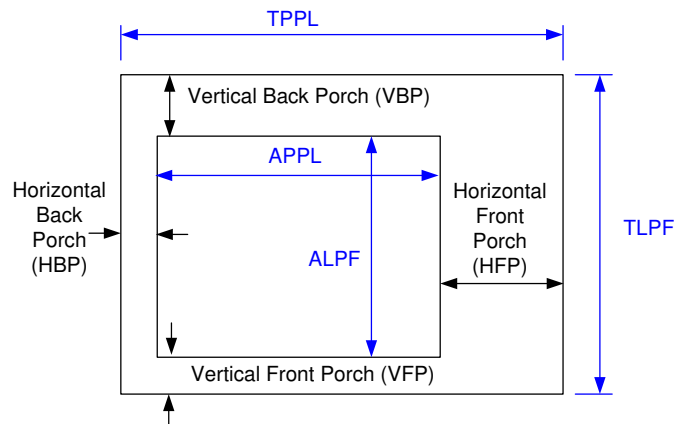 TPPL
Vertical Back Porch (VBP)
APPL
Horizontal
Back
Porch
(HBP)
Horizontal
Front
Porch
(HFP)
TLPF
ALPF
Vertical Front Porch (VFP)